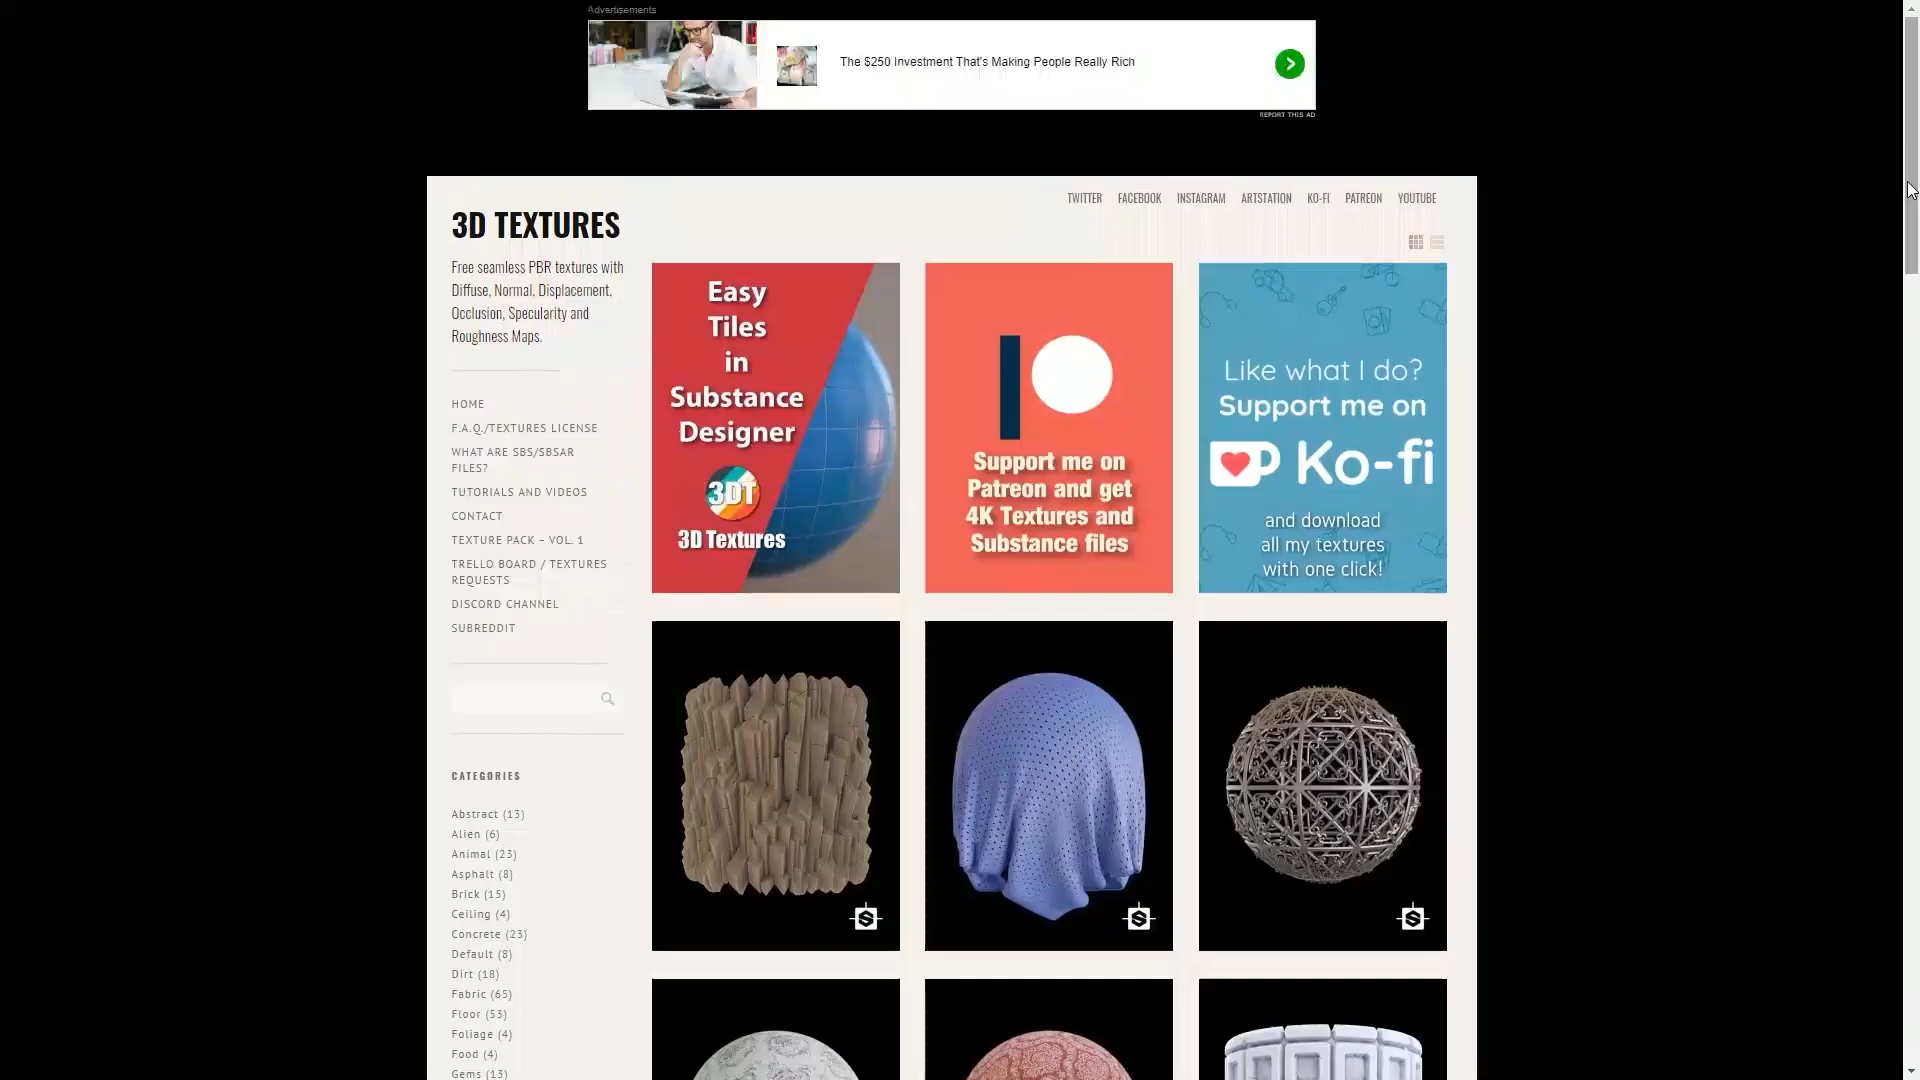 Advertisements
The $250 Investment That's Making People Really Rich
REPORT THIS AD
TWITTER FACEBOOK INSTAGRAM ARTSTATION KO-FI PATREON YOUTUBE
3D TEXTURES
Free seamless PBR textures with
Diffuse, Normal, Displacement,
Occlusion, Specularity and
Roughness Maps.
HOME
F.A.Q./TEXTURES LICENSE
WHAT ARE SBS/SBSAR
FILES?
TUTORIALS AND VIDEOS
CONTACT
TEXTURE PACK – VOL. 1
TRELLO BOARD / TEXTURES
REQUESTS
DISCORD CHANNEL
SUBREDDIT
CATEGORIES
Abstract (13)
Alien (6)
Animal (23)
Asphalt (8)
Brick (15)
Ceiling (4)
Concrete (23)
Default (8)
Dirt (18)
Fabric (65)
Floor (53)
Foliage (4)
Food (4)
Gems (13)
Easy
Tiles
in
Substance
Designer
3DT
3D Textures
Support me on
Patreon and get
4K Textures and
Substance files
Like what I do?
Support me on
Ko-fi
and download
all my textures
with one click!